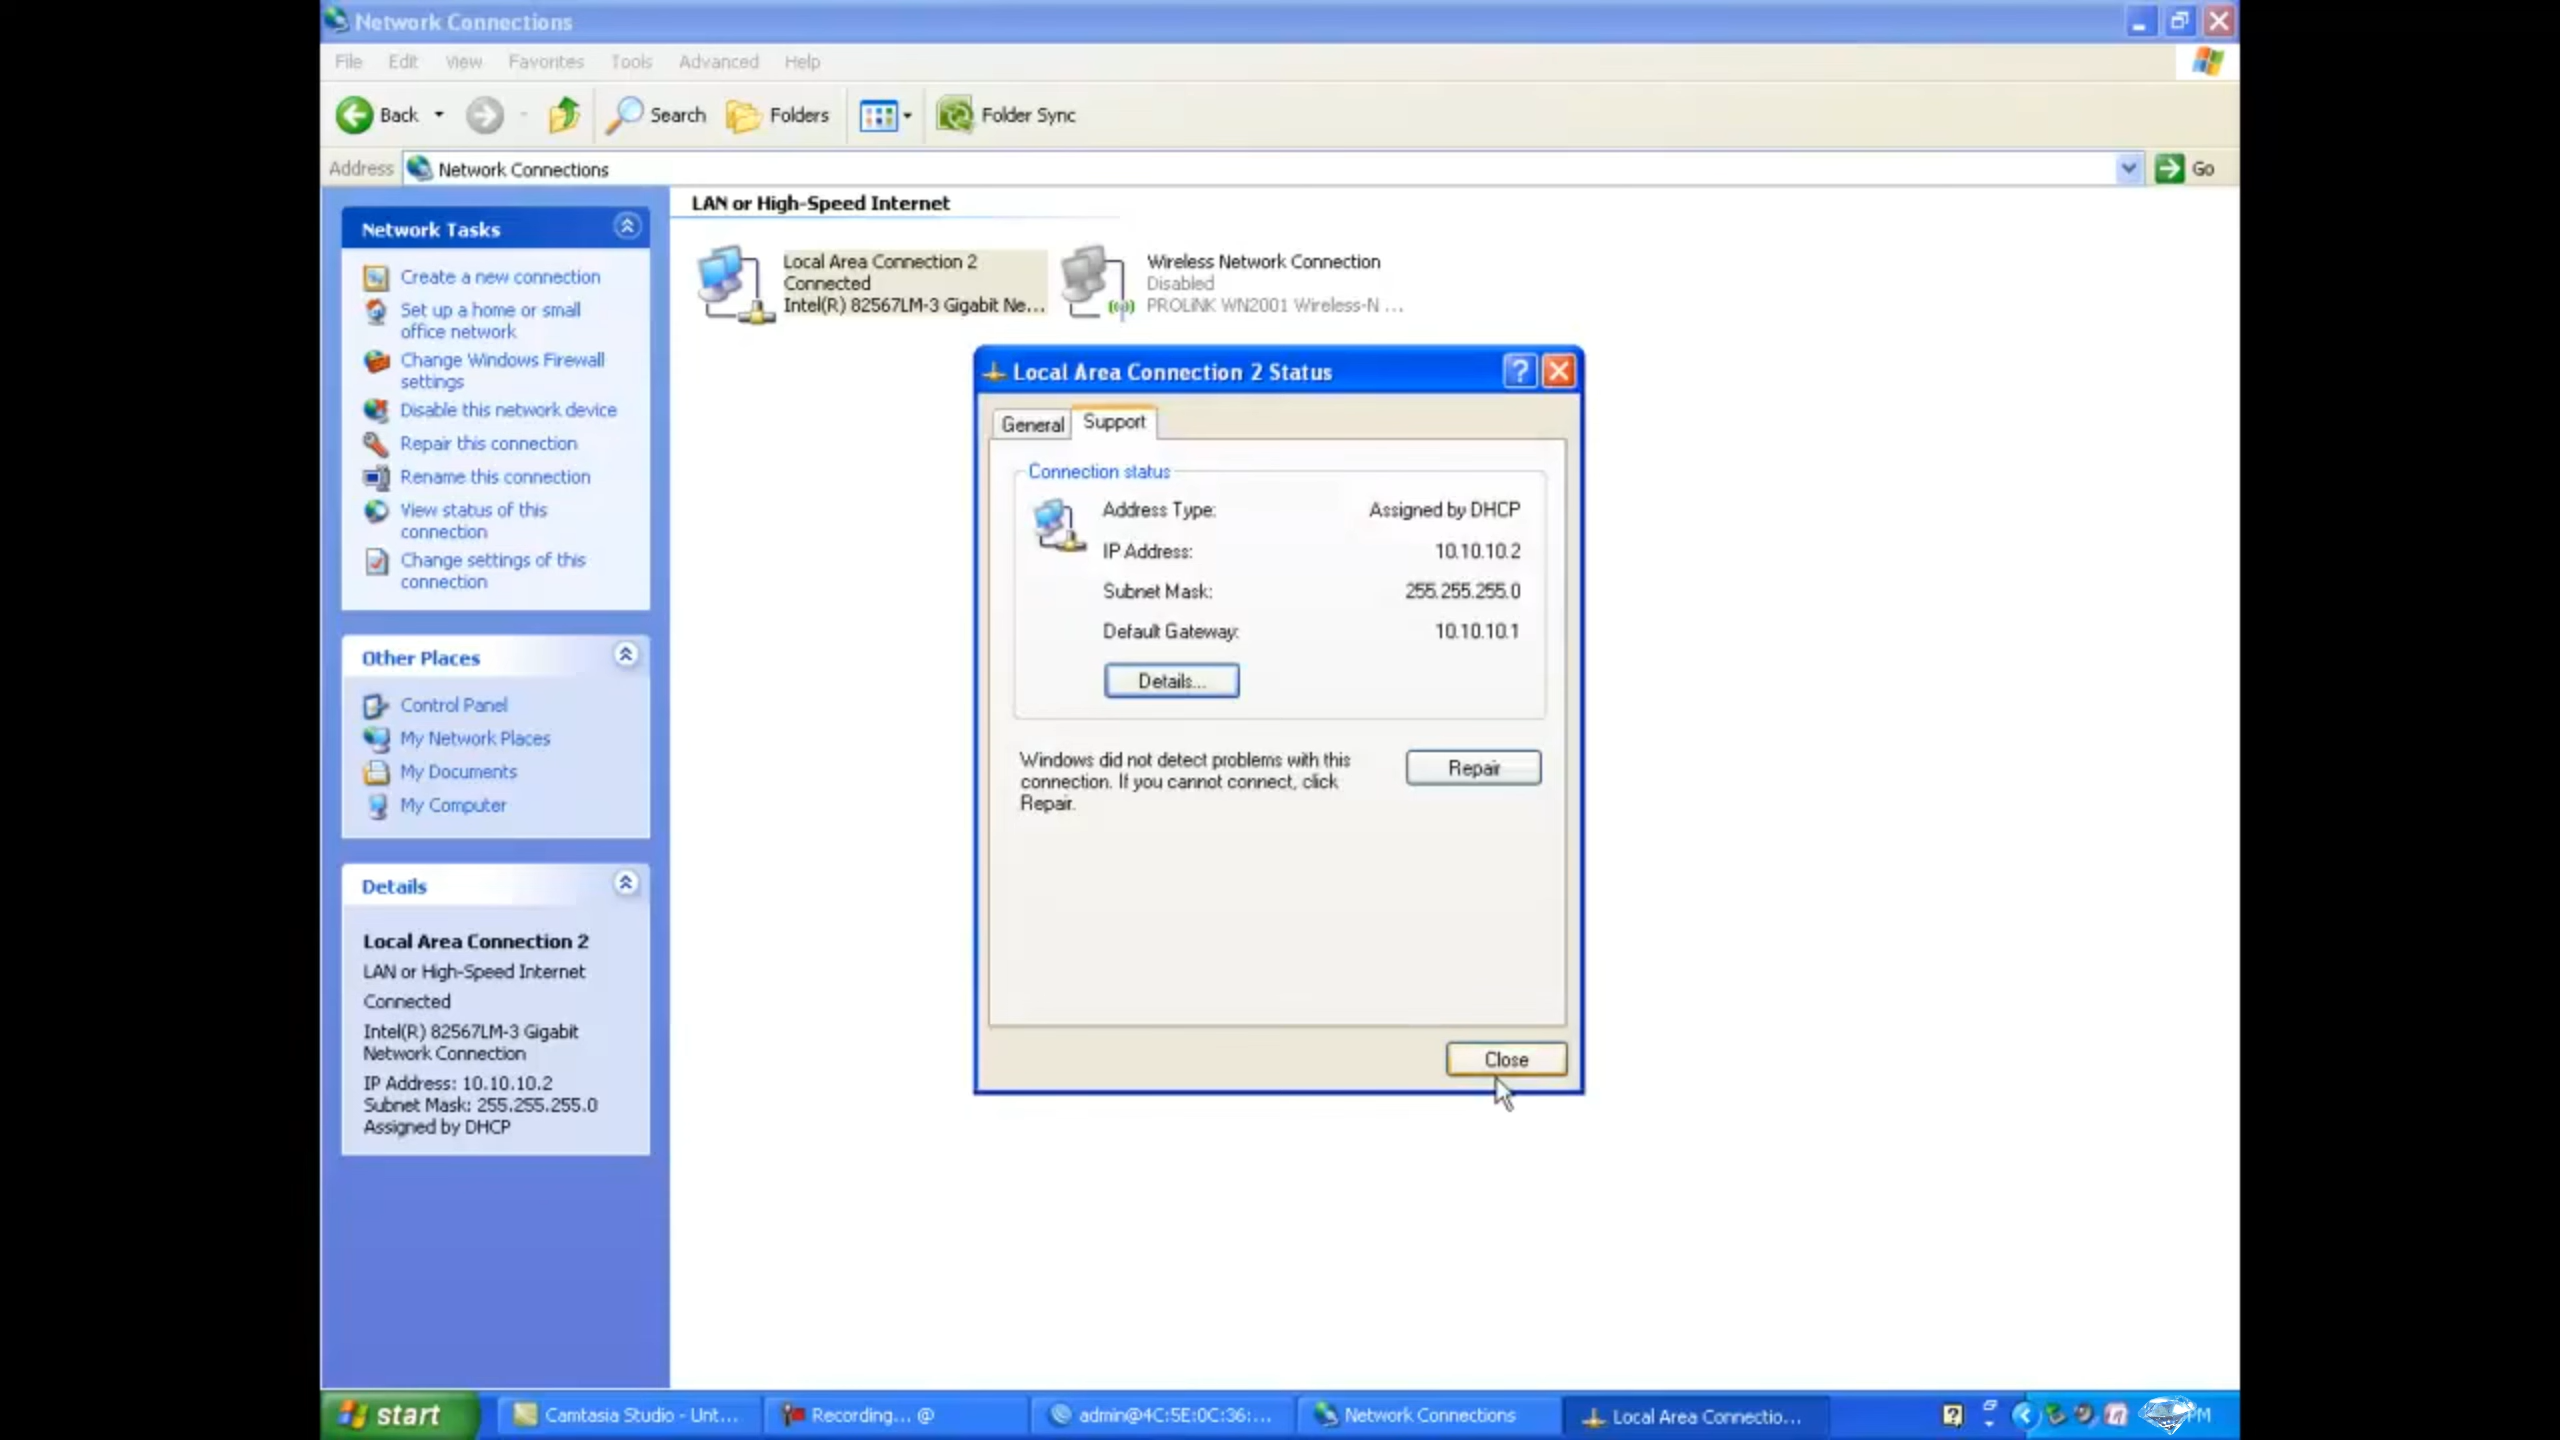 Network Connections
File Edit View Favorites Tools Advanced Help
Back Search Folders Folder Sync
Address Network Connections Go
Network Tasks
Create a new connection
Set up a home or small
office network
Change Windows Firewall
settings
Disable this network device
Repair this connection
Rename this connection
View status of this
connection
Change settings of this
connection
Other Places
Control Panel
My Network Places
My Documents
My Computer
Details
Local Area Connection 2
LAN or High-Speed Internet
Connected
Intel(R) 82567LM-3 Gigabit
Network Connection
IP Address: 10.10.10.2
Subnet Mask: 255.255.255.0
Assigned by DHCP
LAN or High-Speed Internet
Local Area Connection 2
Connected
Intel(R) 82567LM-3 Gigabit Ne...
Wireless Network Connection
Disabled
PROLiNK WN2001 Wireless-N ...
Local Area Connection 2 Status
General Support
Connection status
Address Type: Assigned by DHCP
IP Address: 10.10.10.2
Subnet Mask: 255.255.255.0
Default Gateway: 10.10.10.1
Details...
Windows did not detect problems with this
connection. If you cannot connect, click
Repair.
Repair
Close
start Camtasia Studio - Unt... Recording... @ admin@4C:5E:0C:36:... Network Connections Local Area Connectio... PM